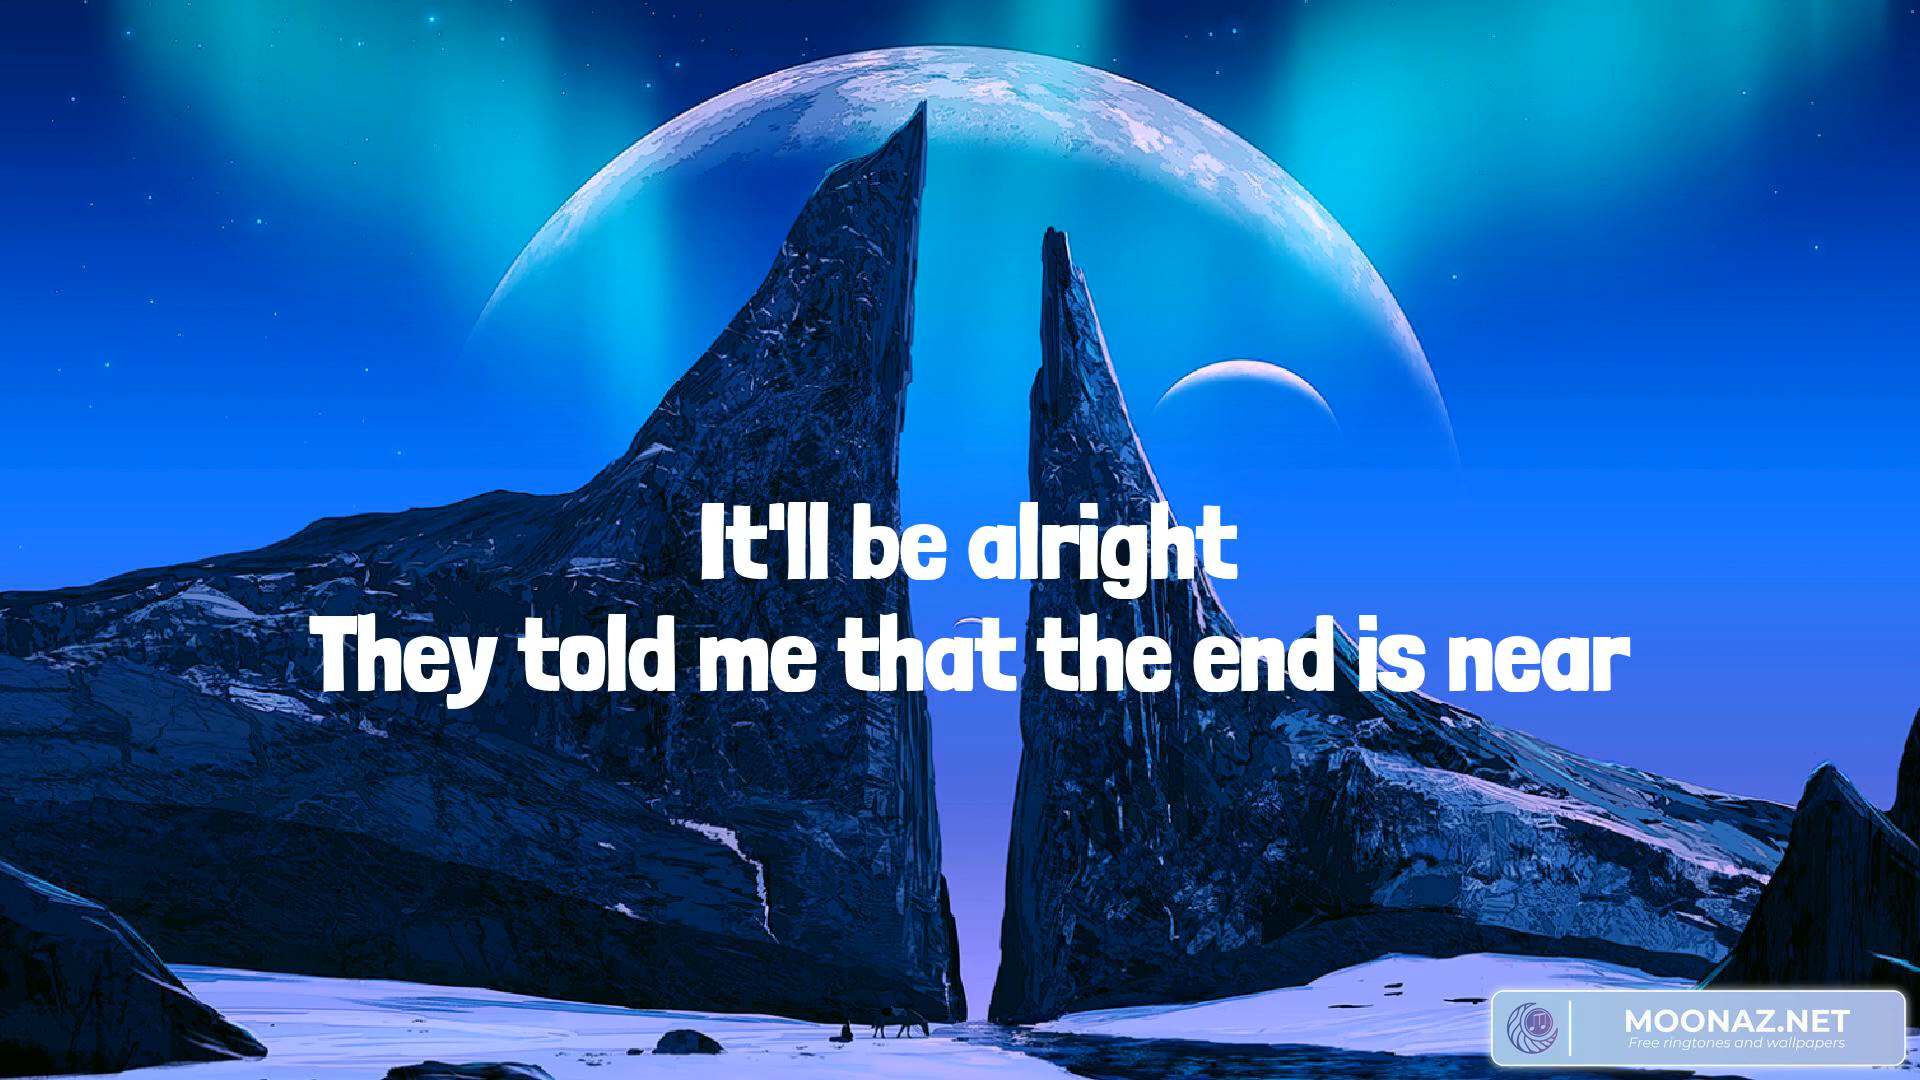 It'll be alright
They told me that the end is near
MOONAZ.NET
Free ringtones and wallpapers